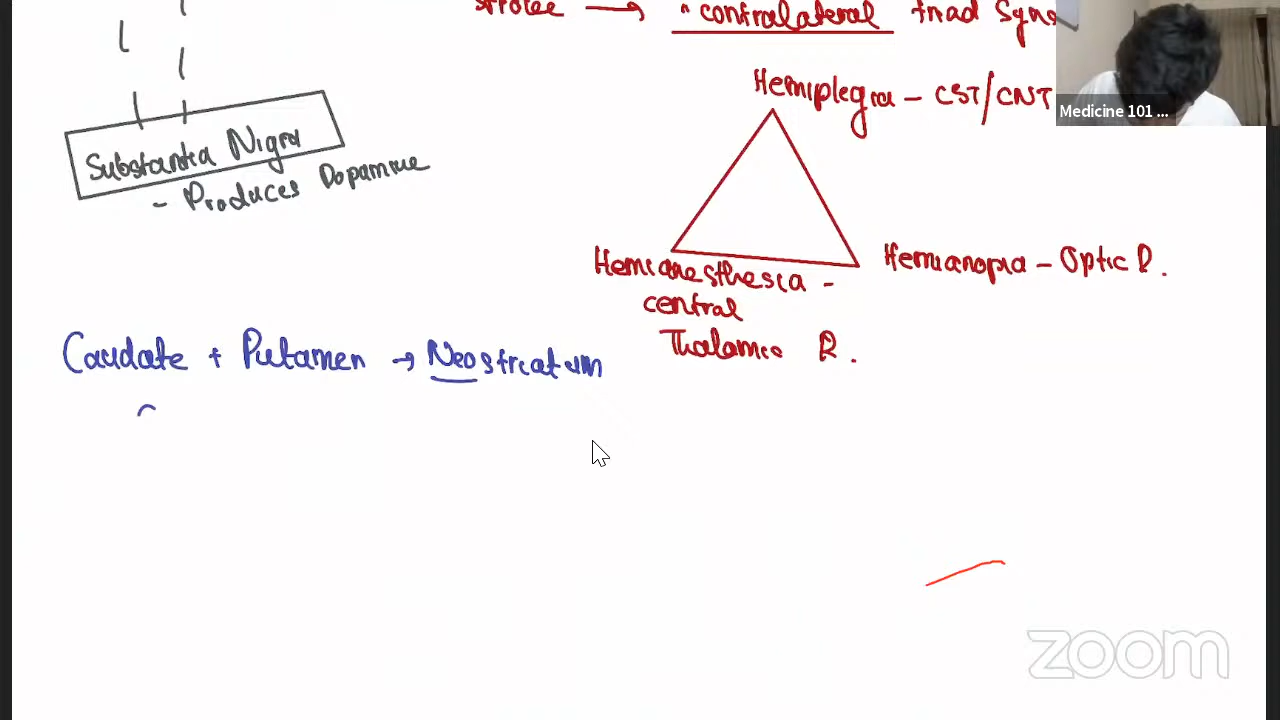 stroke → " contralateral triad Syn
Hemiplegia – CST/CNT
Medicine 101 ...
Substantia Nigra
- Produces Dopamine
Hemianesthesia - central Thalamic R.
Hemianopia – Optic R.
Caudate + Putamen → Neostriatum
zoom